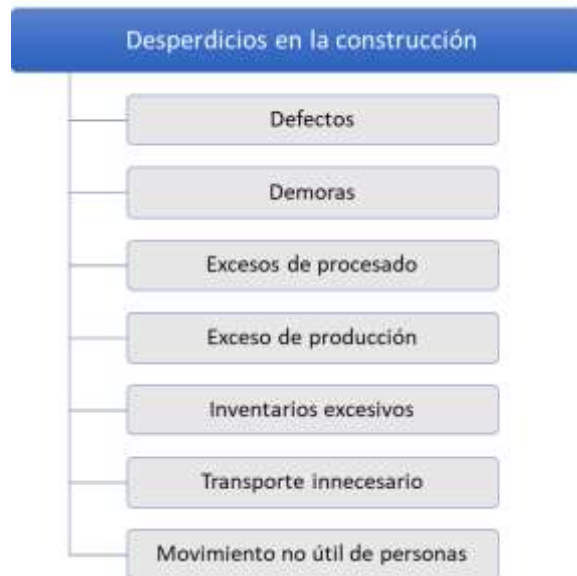 Desperdicios en la construcción
Defectos
Demoras
Excesos de procesado
Exceso de producción
Inventarios excesivos
Transporte innecesario
Movimiento no útil de personas